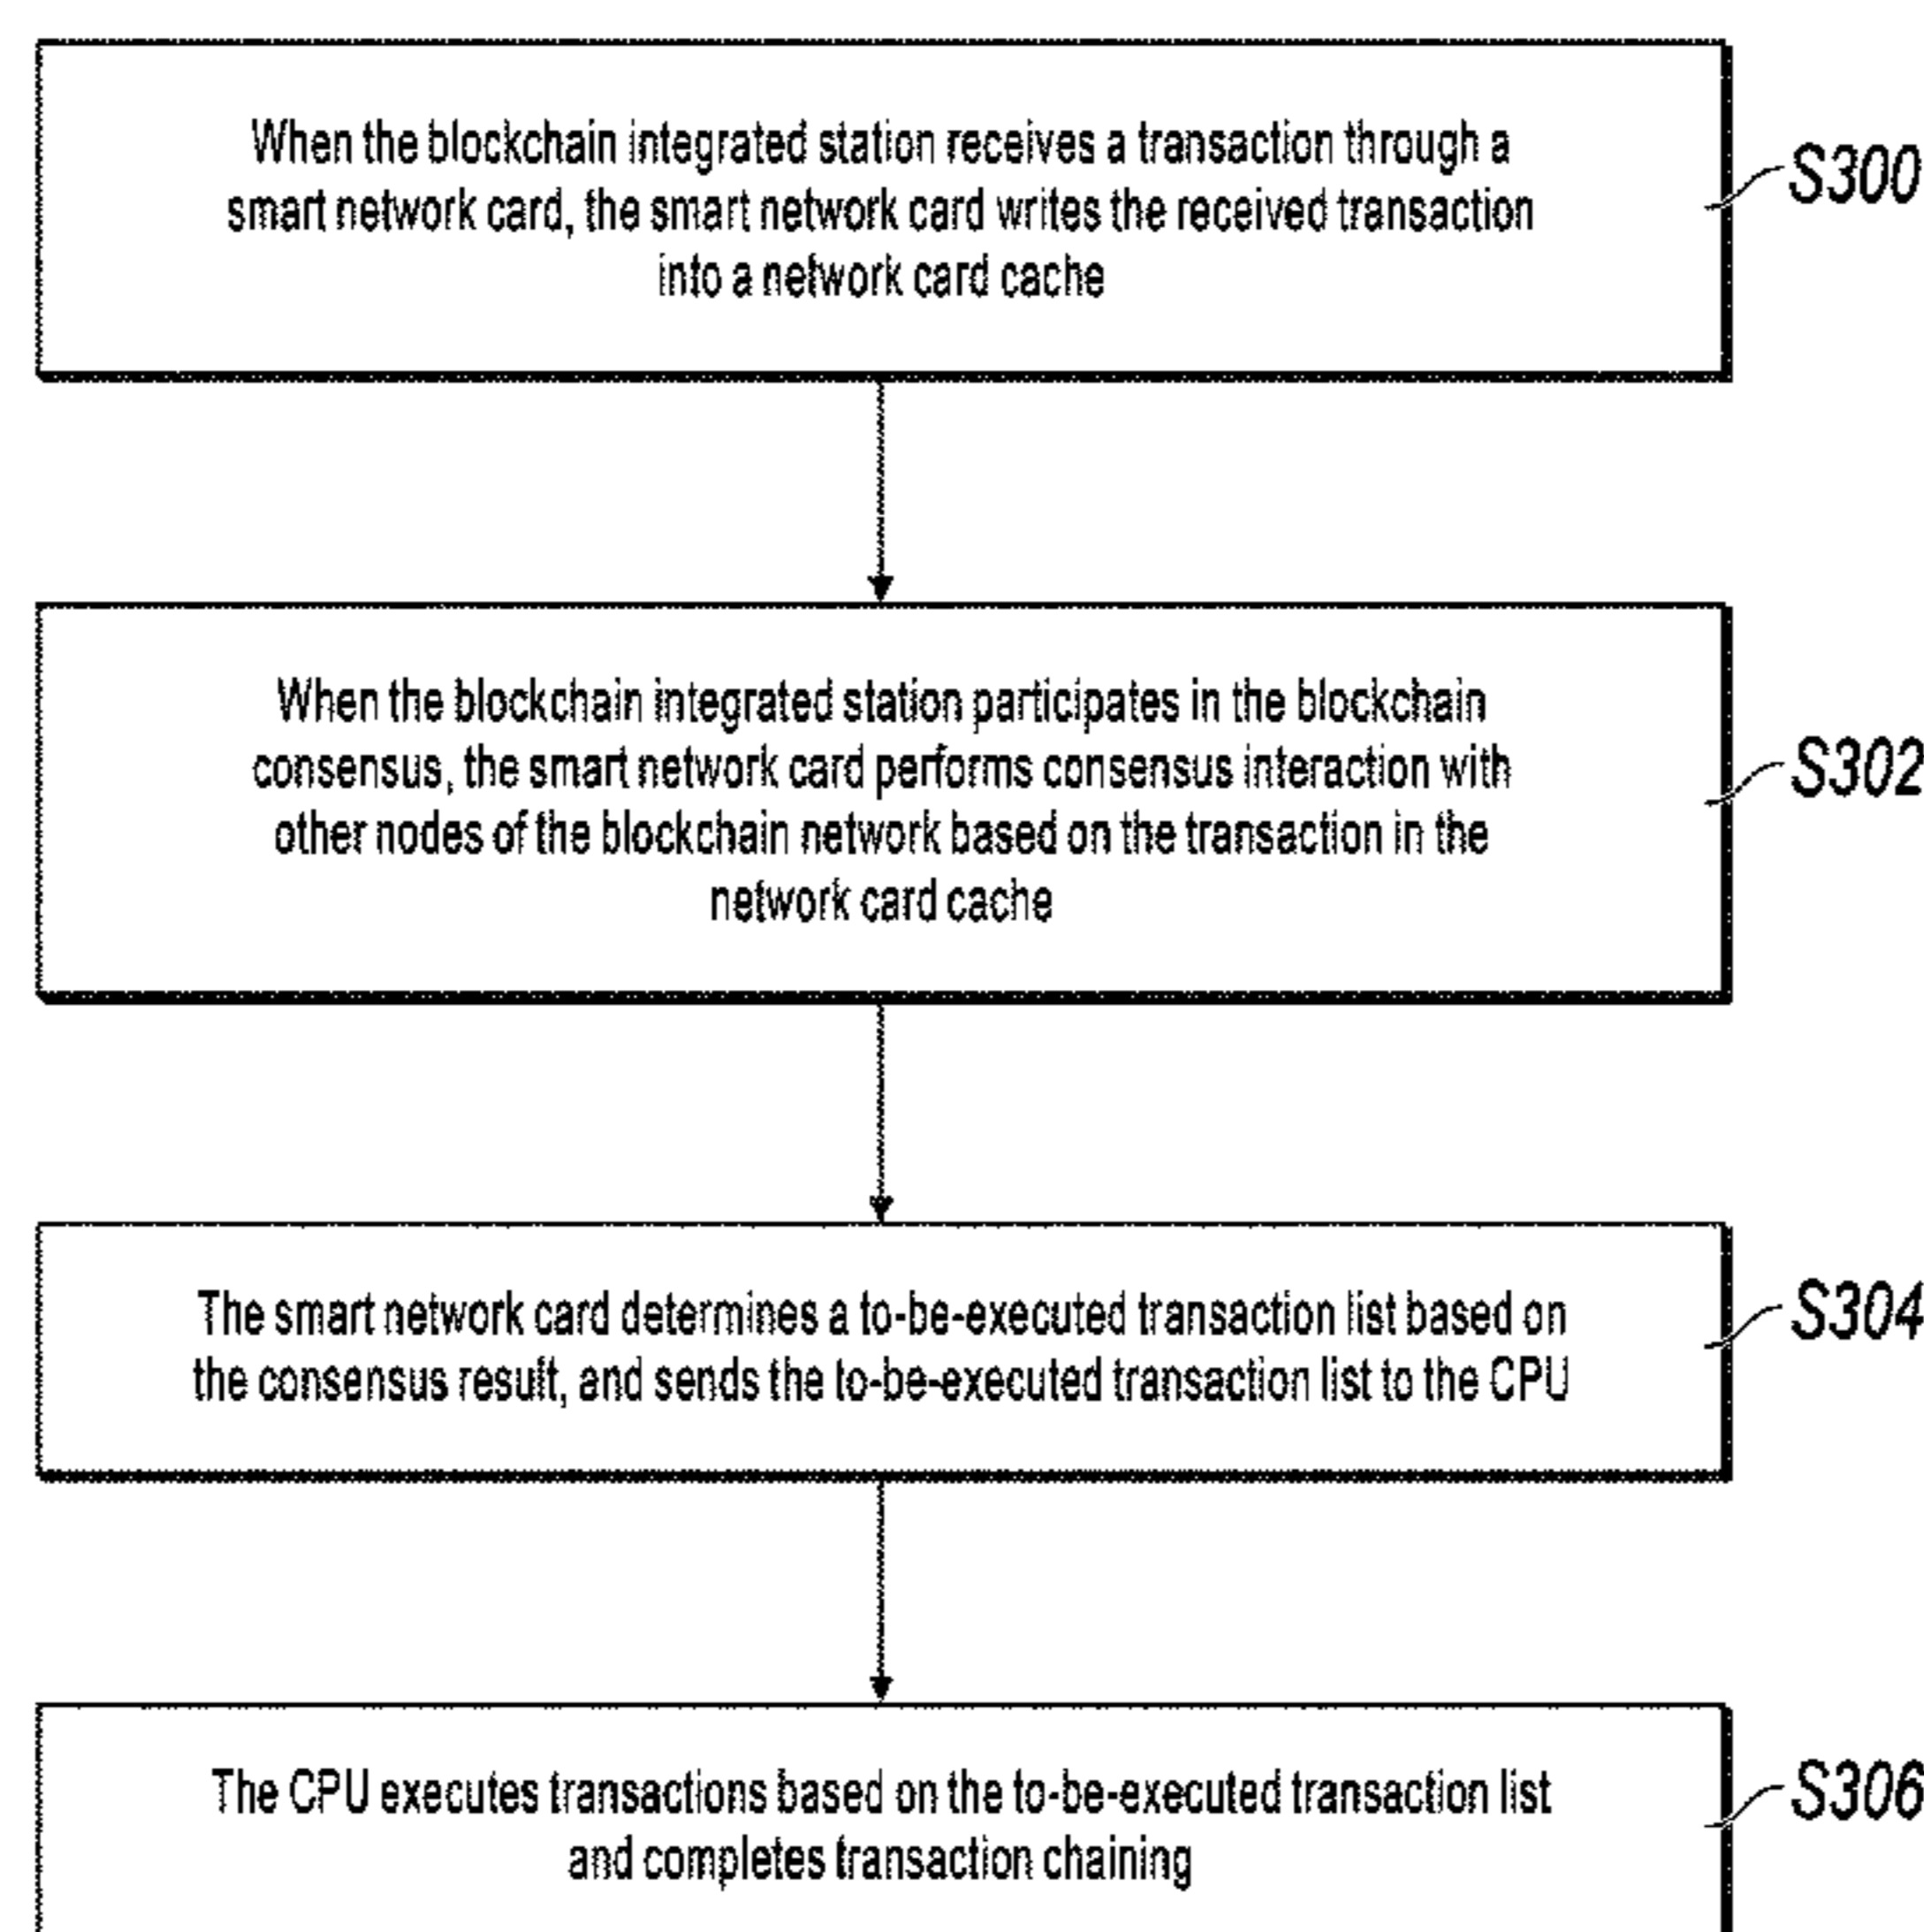 When the blockchain integrated station receives a transaction through a
smart network card, the smart network card writes the received transaction
into a network card cache
S300
When the blockchain integrated station participates in the blockchain
consensus, the smart network card performs consensus interaction with
other nodes of the blockchain network based on the transaction in the
network card cache
S302
The smart network card determines a to-be-executed transaction list based on
the consensus result, and sends the to-be-executed transaction list to the CPU
S304
The CPU executes transactions based on the to-be-executed transaction list
and completes transaction chaining
S306